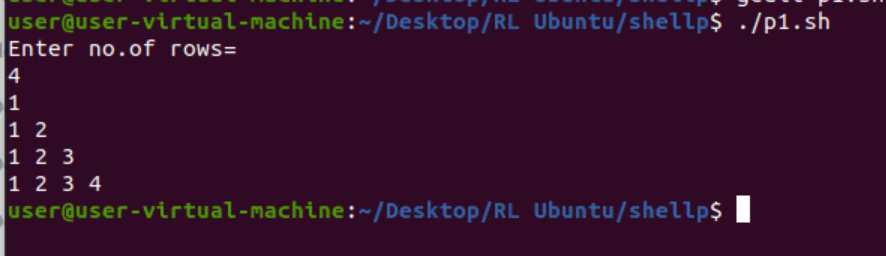 user@user-virtual-machine:~/Desktop/RL Ubuntu/shellp$ ./p1.sh
Enter no.of rows=
4
1
1 2
1 2 3
1 2 3 4
user@user-virtual-machine:~/Desktop/RL Ubuntu/shellp$